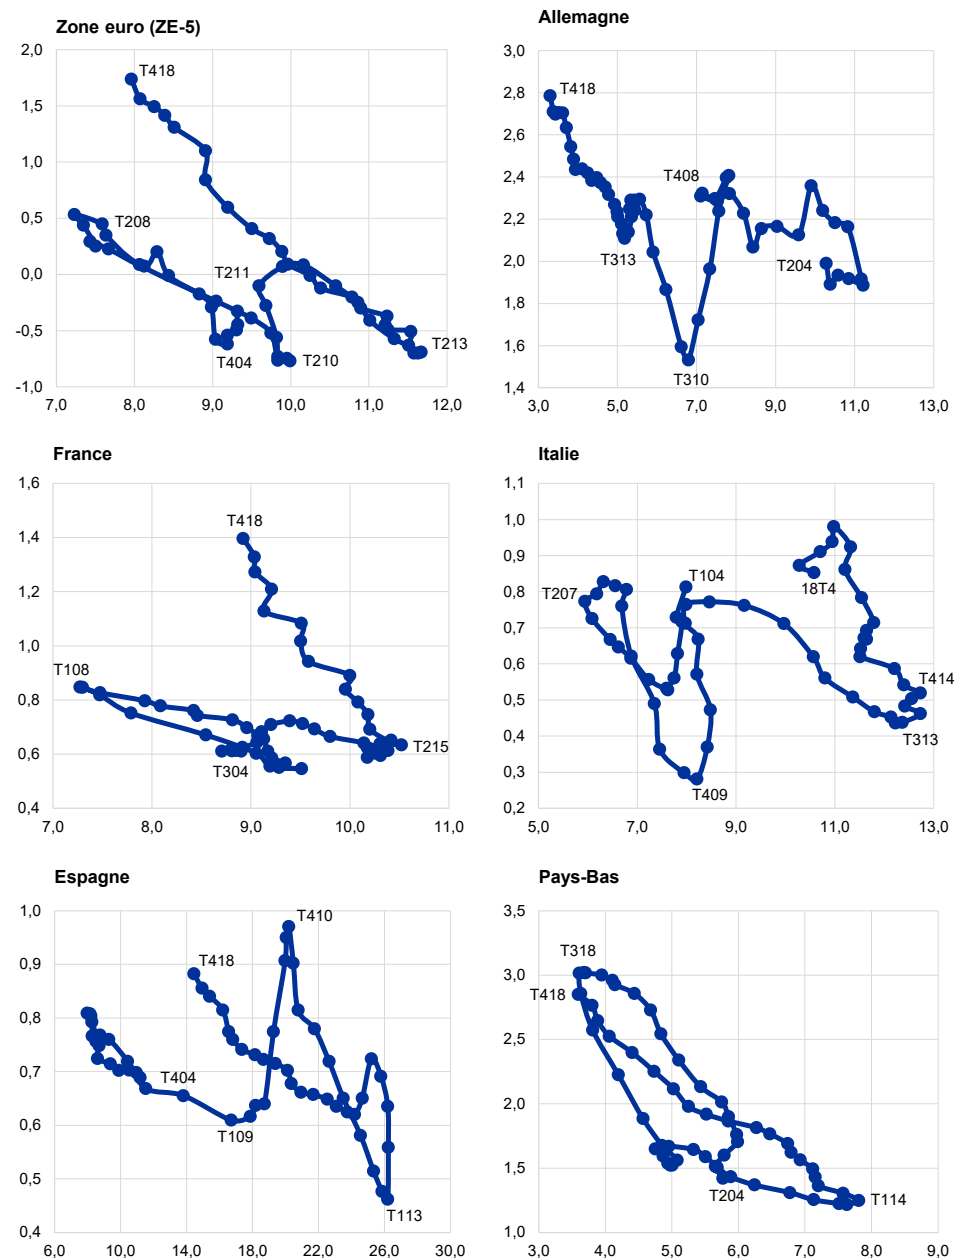 Zone euro (ZE-5)
2,0
1,5
1,0
0,5
0,0
-0,5
-1,0
7,0 8,0 9,0 10,0 11,0 12,0 13,0
T418
T208
T211
T404
T210
T213
Allemagne
3,0
2,8
2,6
2,4
2,2
2,0
1,8
1,6
1,4
3,0 5,0 7,0 9,0 11,0 13,0
T418
T408
T313
T204
T310
France
1,6
1,4
1,2
1,0
0,8
0,6
0,4
7,0 8,0 9,0 10,0 11,0
T418
T108
T304
T215
Italie
1,1
1,0
0,9
0,8
0,7
0,6
0,5
0,4
0,3
0,2
5,0 7,0 9,0 11,0 13,0
T207
T104
18T4
T414
T313
T409
Espagne
1,0
0,9
0,8
0,7
0,6
0,5
0,4
6,0 10,0 14,0 18,0 22,0 26,0 30,0
T410
T418
T404
T109
T113
Pays-Bas
3,5
3,0
2,5
2,0
1,5
1,0
3,0 4,0 5,0 6,0 7,0 8,0 9,0
T318
T418
T204
T114